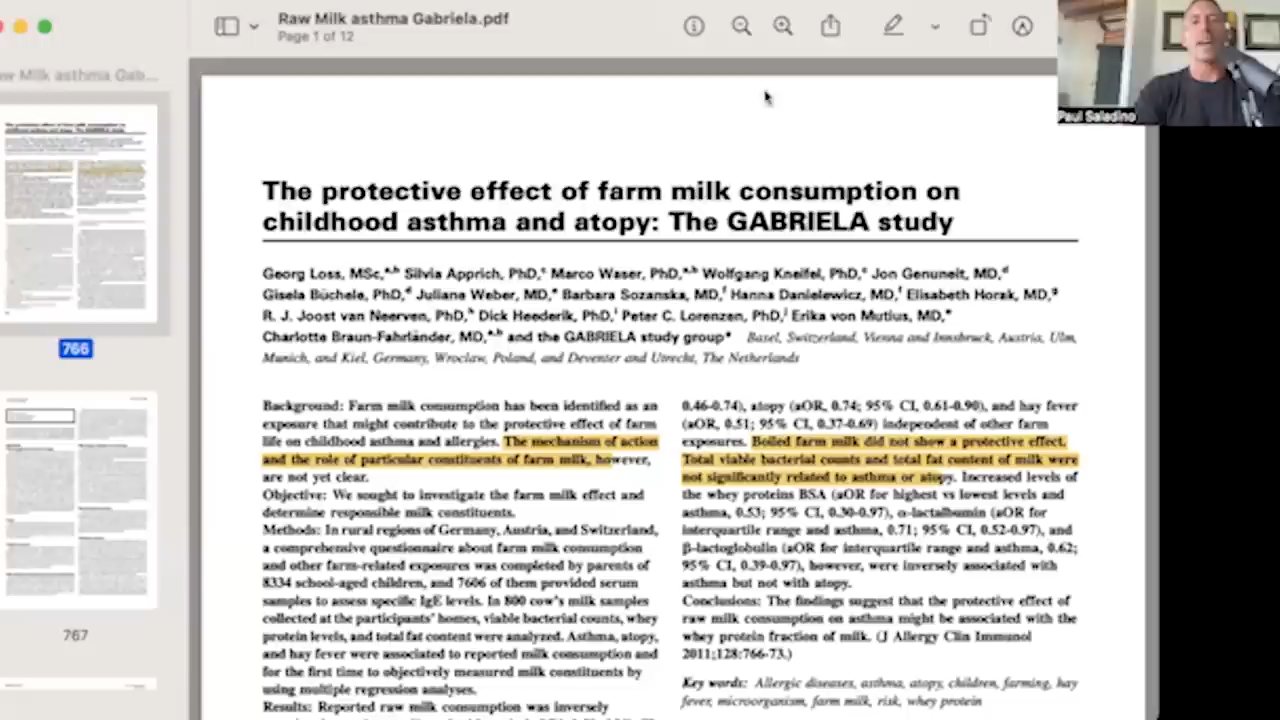 Raw Milk asthma Gabriela.pdf
Page 1 of 12
aw Milk asthma Gab...
Paul Saladino
The protective effect of farm milk consumption on
childhood asthma and atopy: The GABRIELA study
Georg Loss, MSc,a,b Silvia Apprich, PhD,c Marco Waser, PhD,a,b Wolfgang Kneifel, PhD,c Jon Genuneit, MD,d
Gisela Büchele, PhD,d Juliane Weber, MD,e Barbara Sozanska, MD,f Hanna Danielewicz, MD,f Elisabeth Horak, MD,g
R. J. Joost van Neerven, PhD,h Dick Heederik, PhD,i Peter C. Lorenzen, PhD,j Erika von Mutius, MD,e
Charlotte Braun-Fahrländer, MD,a,b and the GABRIELA study group* Basel, Switzerland, Vienna and Innsbruck, Austria, Ulm,
Munich, and Kiel, Germany, Wroclaw, Poland, and Deventer and Utrecht, The Netherlands
Background: Farm milk consumption has been identified as an
exposure that might contribute to the protective effect of farm
life on childhood asthma and allergies. The mechanism of action
and the role of particular constituents of farm milk, however,
are not yet clear.
Objective: We sought to investigate the farm milk effect and
determine responsible milk constituents.
Methods: In rural regions of Germany, Austria, and Switzerland,
a comprehensive questionnaire about farm milk consumption
and other farm-related exposures was completed by parents of
8334 school-aged children, and 7606 of them provided serum
samples to assess specific IgE levels. In 800 cow's milk samples
collected at the participants' homes, viable bacterial counts, whey
protein levels, and total fat content were analyzed. Asthma, atopy,
and hay fever were associated to reported milk consumption and
for the first time to objectively measured milk constituents by
using multiple regression analyses.
Results: Reported raw milk consumption was inversely
0.46-0.74), atopy (aOR, 0.74; 95% CI, 0.61-0.90), and hay fever
(aOR, 0.51; 95% CI, 0.37-0.69) independent of other farm
exposures. Boiled farm milk did not show a protective effect.
Total viable bacterial counts and total fat content of milk were
not significantly related to asthma or atopy. Increased levels of
the whey proteins BSA (aOR for highest vs lowest levels and
asthma, 0.53; 95% CI, 0.30-0.97), α-lactalbumin (aOR for
interquartile range and asthma, 0.71; 95% CI, 0.52-0.97), and
β-lactoglobulin (aOR for interquartile range and asthma, 0.62;
95% CI, 0.39-0.97), however, were inversely associated with
asthma but not with atopy.
Conclusions: The findings suggest that the protective effect of
raw milk consumption on asthma might be associated with the
whey protein fraction of milk. (J Allergy Clin Immunol
2011;128:766-73.)
Key words: Allergic diseases, asthma, atopy, children, farming, hay
fever, microorganism, farm milk, risk, whey protein
766
767